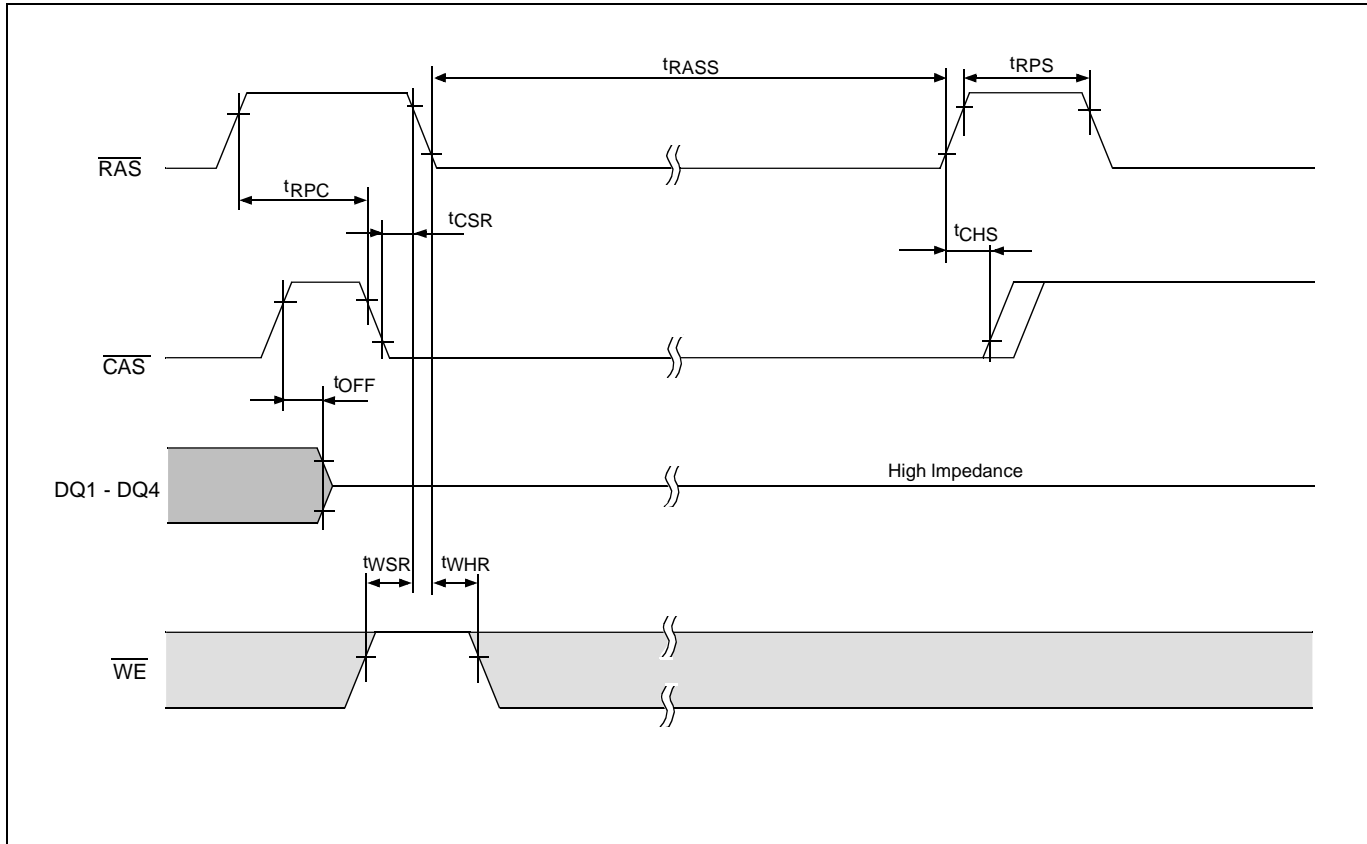 tRASS
tRPS
RAS
tRPC
tCSR
tCHS
CAS
tOFF
High Impedance
DQ1 - DQ4
tWSR
tWHR
WE